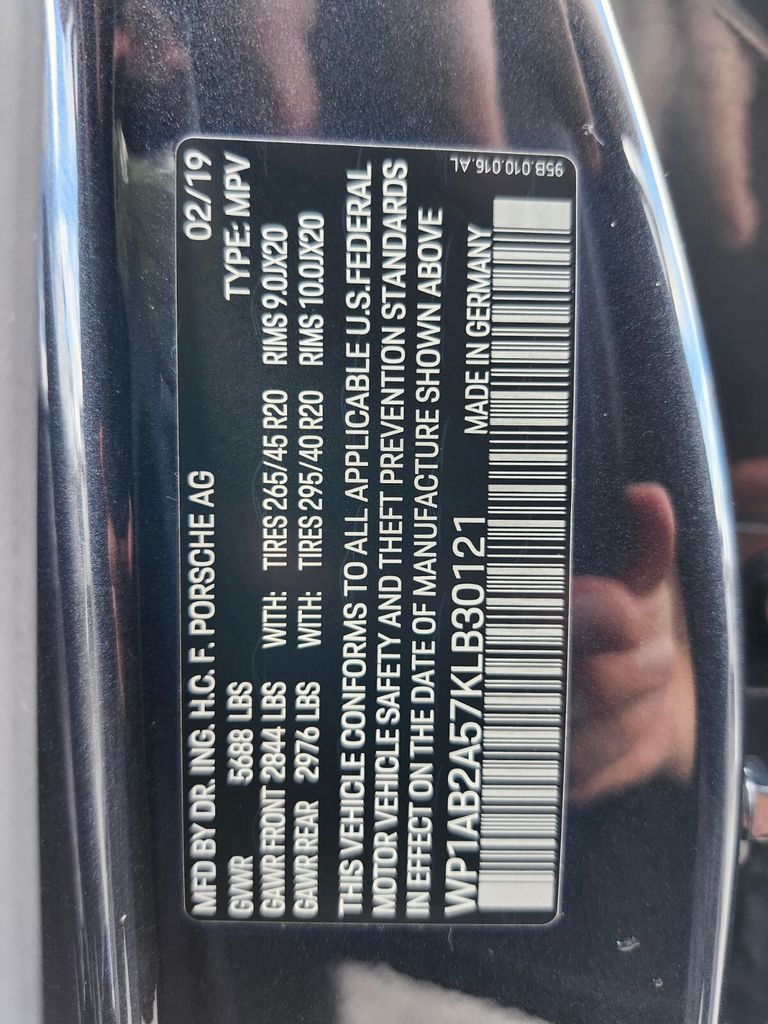 MFD BY DR. ING. H.C. F. PORSCHE AG 02/19
GVWR 5688 LBS TYPE: MPV
GAWR FRONT 2844 LBS WITH: TIRES 265/45 R20 RIMS 9.0JX20
GAWR REAR 2976 LBS WITH: TIRES 295/40 R20 RIMS 10.0JX20
THIS VEHICLE CONFORMS TO ALL APPLICABLE U.S. FEDERAL
MOTOR VEHICLE SAFETY AND THEFT PREVENTION STANDARDS
IN EFFECT ON THE DATE OF MANUFACTURE SHOWN ABOVE
WP1AB2A57KLB30121 MADE IN GERMANY
95B.010.016.AL